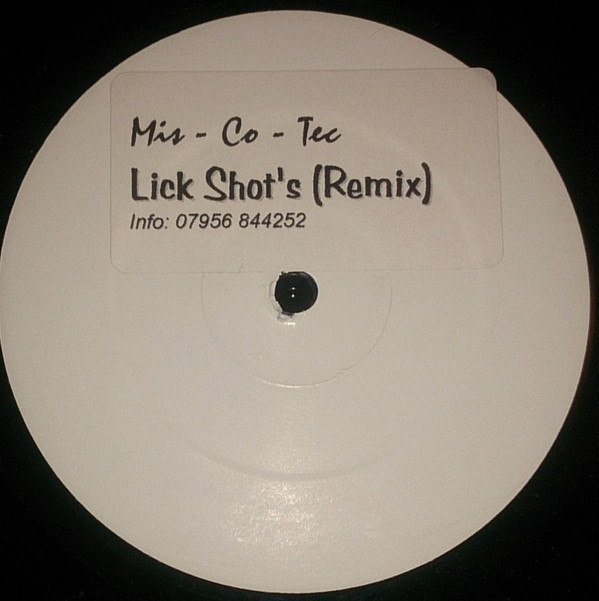 Mis - Co - Tec
Lick Shot's (Remix)
Info: 07956 844252